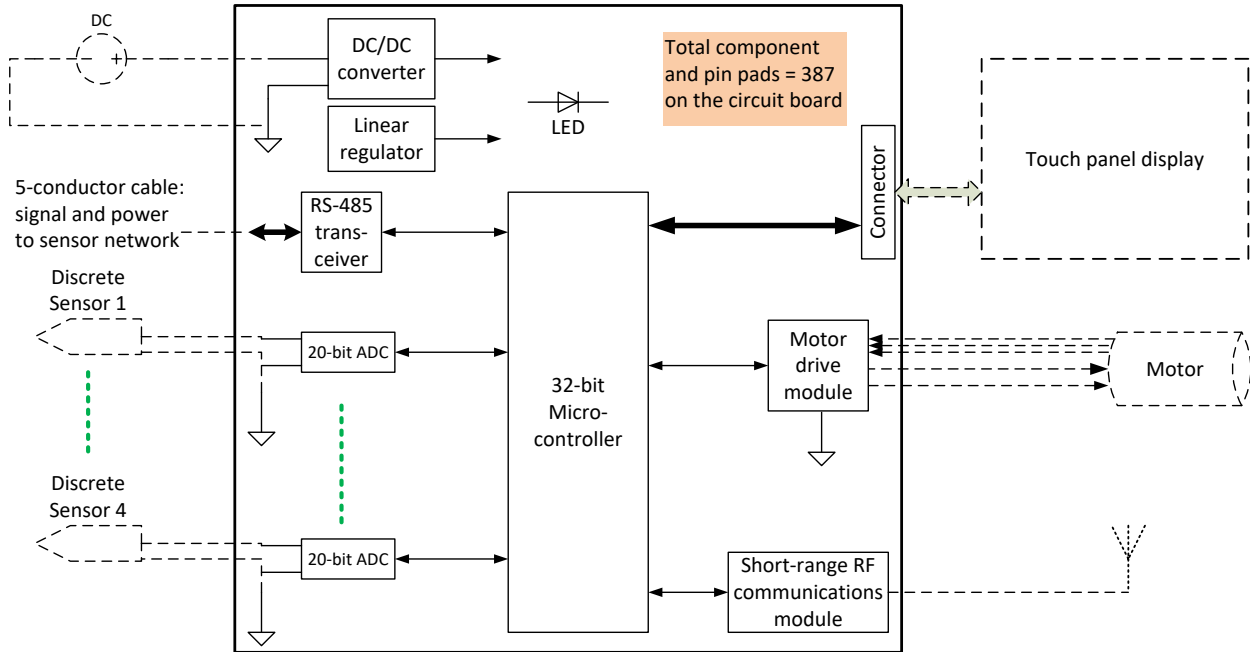 DC
DC/DC
converter
Linear
regulator
LED
Total component
and pin pads = 387
on the circuit board
Touch panel display
Connector
5-conductor cable:
signal and power
to sensor network
RS-485
trans-
ceiver
Discrete
Sensor 1
20-bit ADC
32-bit
Micro-
controller
Motor
drive
module
Motor
Discrete
Sensor 4
20-bit ADC
Short-range RF
communications
module